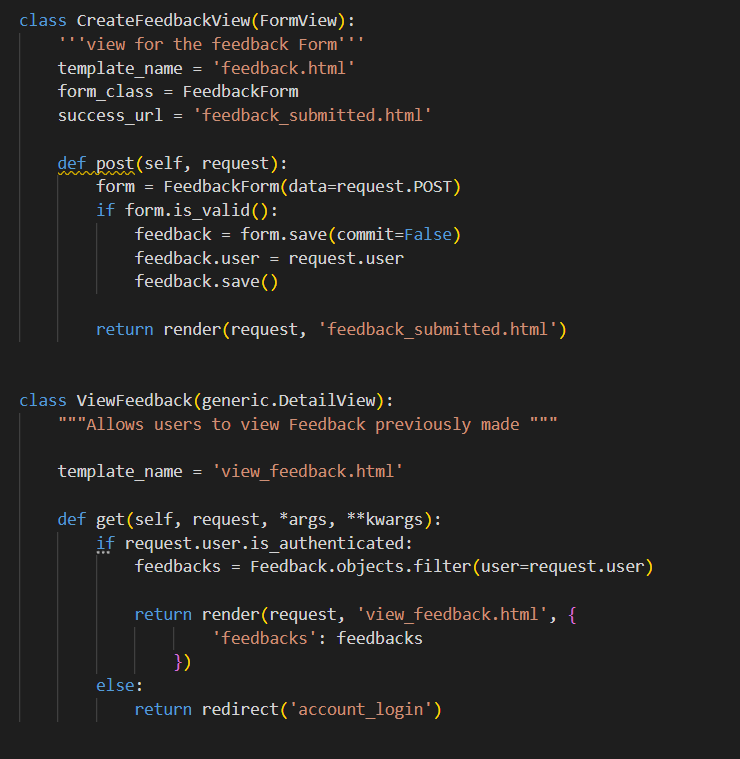 class CreateFeedbackView(FormView):
    '''view for the feedback Form'''
    template_name = 'feedback.html'
    form_class = FeedbackForm
    success_url = 'feedback_submitted.html'

    def post(self, request):
        form = FeedbackForm(data=request.POST)
        if form.is_valid():
            feedback = form.save(commit=False)
            feedback.user = request.user
            feedback.save()

        return render(request, 'feedback_submitted.html')


class ViewFeedback(generic.DetailView):
    """Allows users to view Feedback previously made """

    template_name = 'view_feedback.html'

    def get(self, request, *args, **kwargs):
        if request.user.is_authenticated:
            feedbacks = Feedback.objects.filter(user=request.user)

            return render(request, 'view_feedback.html', {
                    'feedbacks': feedbacks
                })
        else:
            return redirect('account_login')